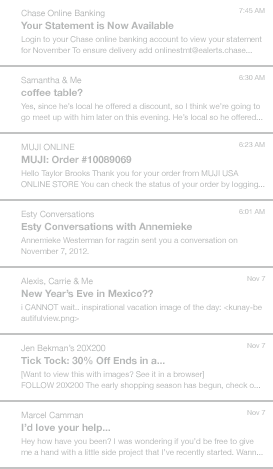 Chase Online Banking 7:45 AM
Your Statement is Now Available
Login to your Chase online banking account to view your statement
for November To ensure delivery add onlinestrol@ealerts.chase...
Samantha & Me 6:30 AM
coffee table?
Yes, since he's local he offered a discount, so I think we're going to
go meet up with him later on this evening. He's local so he offered...
MUJI ONLINE 6:23 AM
MUJI: Order #10089069
Hello Taylor Brooks Thank you for your order from MUJI USA
ONLINE STORE You can check the status of your order by logging...
Esty Conversations 6:01 AM
Esty Conversations with Annemieke
Annemieke Westerman for ragzin sent you a conversation on
November 7, 2012.
Alexis, Carrie & Me Nov 7
New Year's Eve in Mexico??
i CANNOT wait.. inspirational vacation image of the day: <kunay-be
autifulview.png>
Jen Bekman's 20X200 Nov 7
Tick Tock: 30% Off Ends in a...
[Want to view this with images? See it in a browser]
FOLLOW 20X200 The early shopping season has begun, check o...
Marcel Camman Nov 7
I'd love your help...
Hey how have you been? I was wondering if you'd be free to give
me a hand with a little side project that I've recently started. Wann...